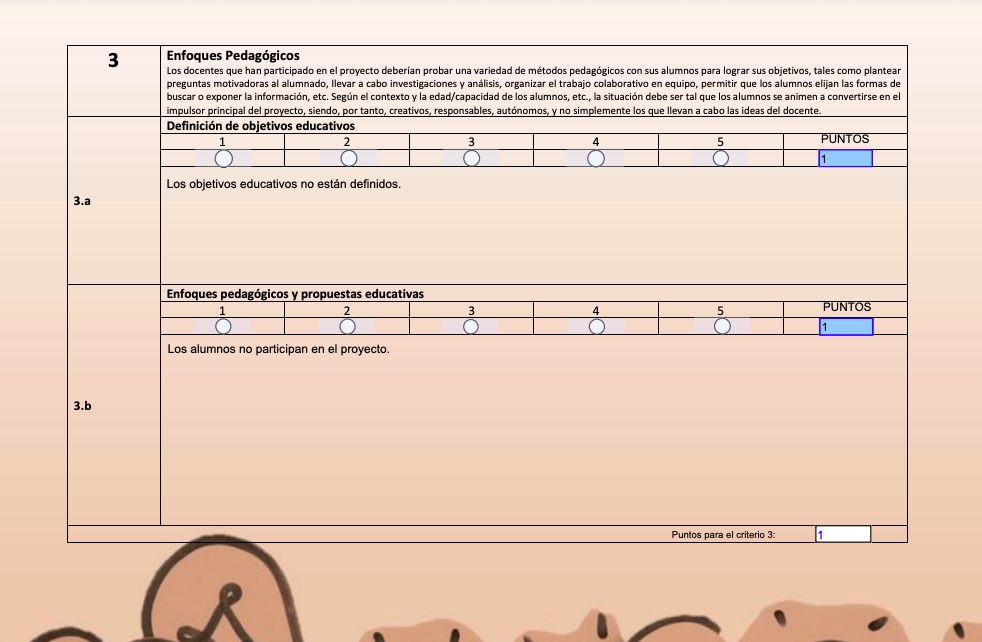 3
Enfoques Pedagógicos
Los docentes que han participado en el proyecto deberían probar una variedad de métodos pedagógicos con sus alumnos para lograr sus objetivos, tales como plantear
preguntas motivadoras al alumnado, llevar a cabo investigaciones y análisis, organizar el trabajo colaborativo en equipo, permitir que los alumnos elijan las formas de
buscar o exponer la información, etc. Según el contexto y la edad/capacidad de los alumnos, etc., la situación debe ser tal que los alumnos se animen a convertirse en el
impulsor principal del proyecto, siendo, por tanto, creativos, responsables, autónomos, y no simplemente los que llevan a cabo las ideas del docente.
Definición de objetivos educativos
1 2 3 4 5 PUNTOS
1
Los objetivos educativos no están definidos.
3.a
Enfoques pedagógicos y propuestas educativas
1 2 3 4 5 PUNTOS
1
Los alumnos no participan en el proyecto.
3.b
Puntos para el criterio 3: 1